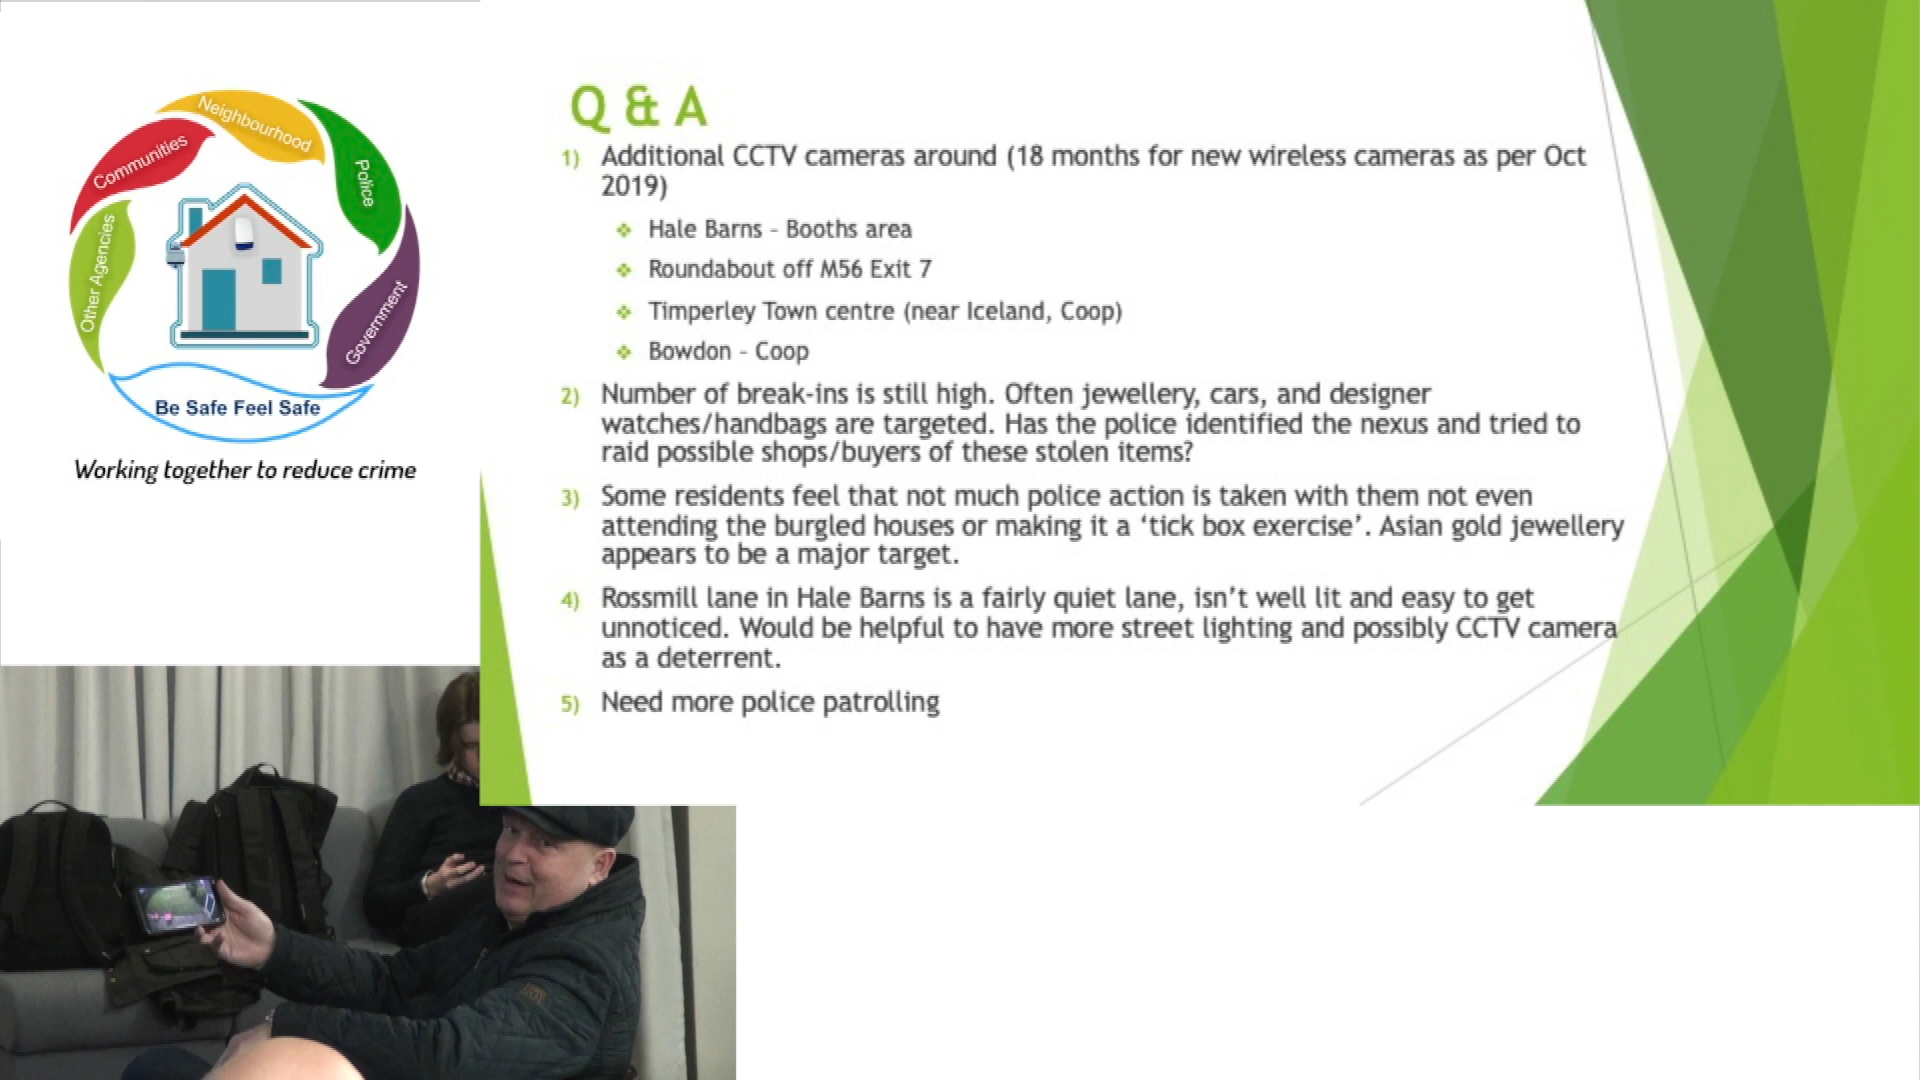 Neighbourhood
Communities
Police
Other Agencies
Government
Be Safe Feel Safe
Working together to reduce crime
Q & A
1) Additional CCTV cameras around (18 months for new wireless cameras as per Oct
2019)
Hale Barns - Booths area
Roundabout off M56 Exit 7
Timperley Town centre (near Iceland, Coop)
Bowdon - Coop
2) Number of break-ins is still high. Often jewellery, cars, and designer
watches/handbags are targeted. Has the police identified the nexus and tried to
raid possible shops/buyers of these stolen items?
3) Some residents feel that not much police action is taken with them not even
attending the burgled houses or making it a ‘tick box exercise’. Asian gold jewellery
appears to be a major target.
4) Rossmill lane in Hale Barns is a fairly quiet lane, isn’t well lit and easy to get
unnoticed. Would be helpful to have more street lighting and possibly CCTV camera
as a deterrent.
5) Need more police patrolling